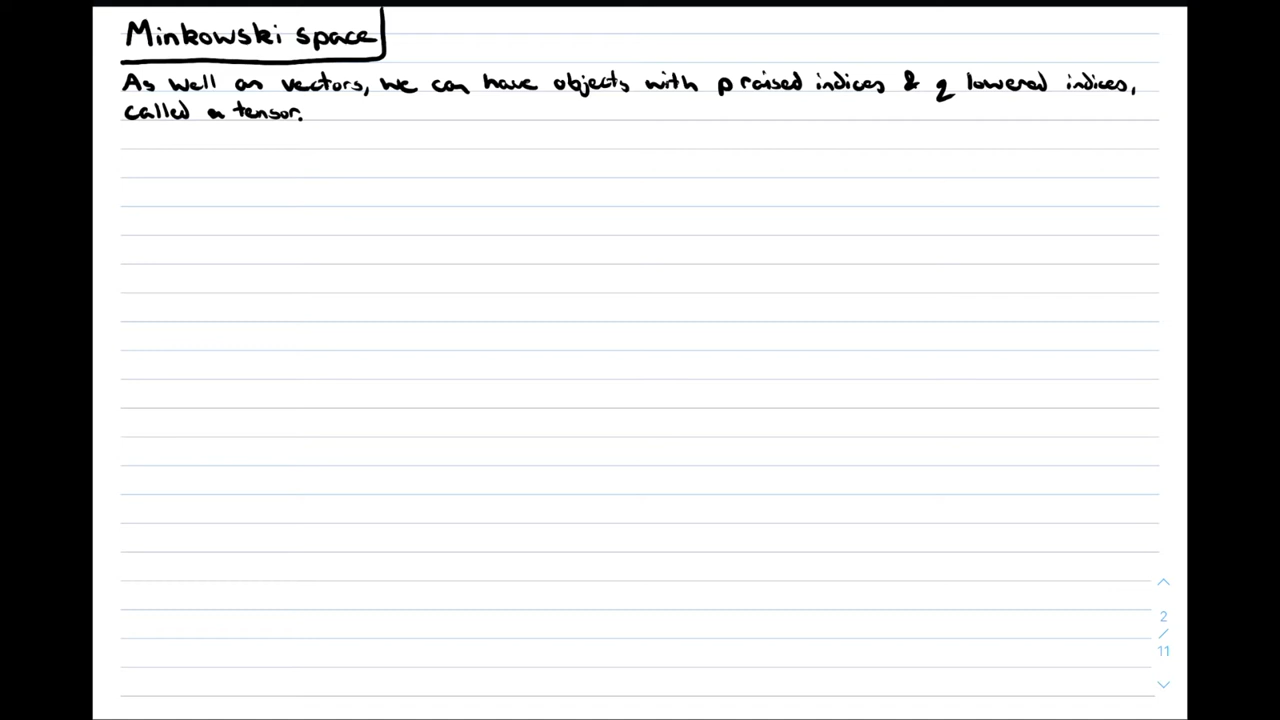 Minkowski space
As well as vectors, we can have objects with p raised indices & q lowered indices,
called a tensor.
2
/
11